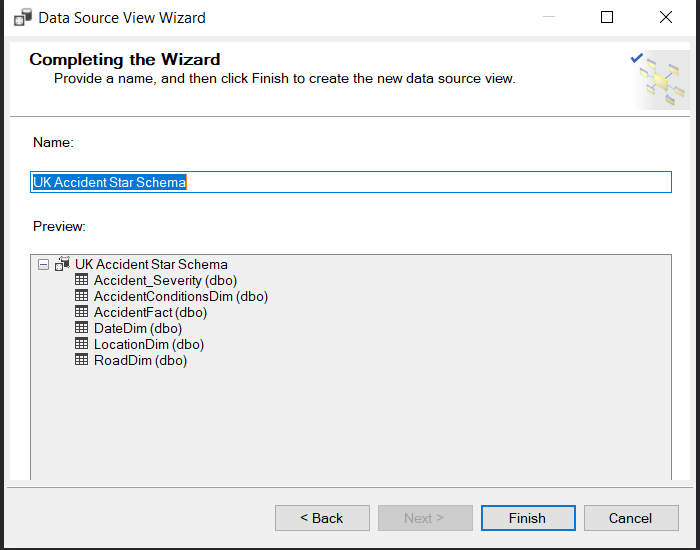 Data Source View Wizard
Completing the Wizard
Provide a name, and then click Finish to create the new data source view.
Name:
UK Accident Star Schema
Preview:
UK Accident Star Schema
Accident_Severity (dbo)
AccidentConditionsDim (dbo)
AccidentFact (dbo)
DateDim (dbo)
LocationDim (dbo)
RoadDim (dbo)
< Back
Next >
Finish
Cancel